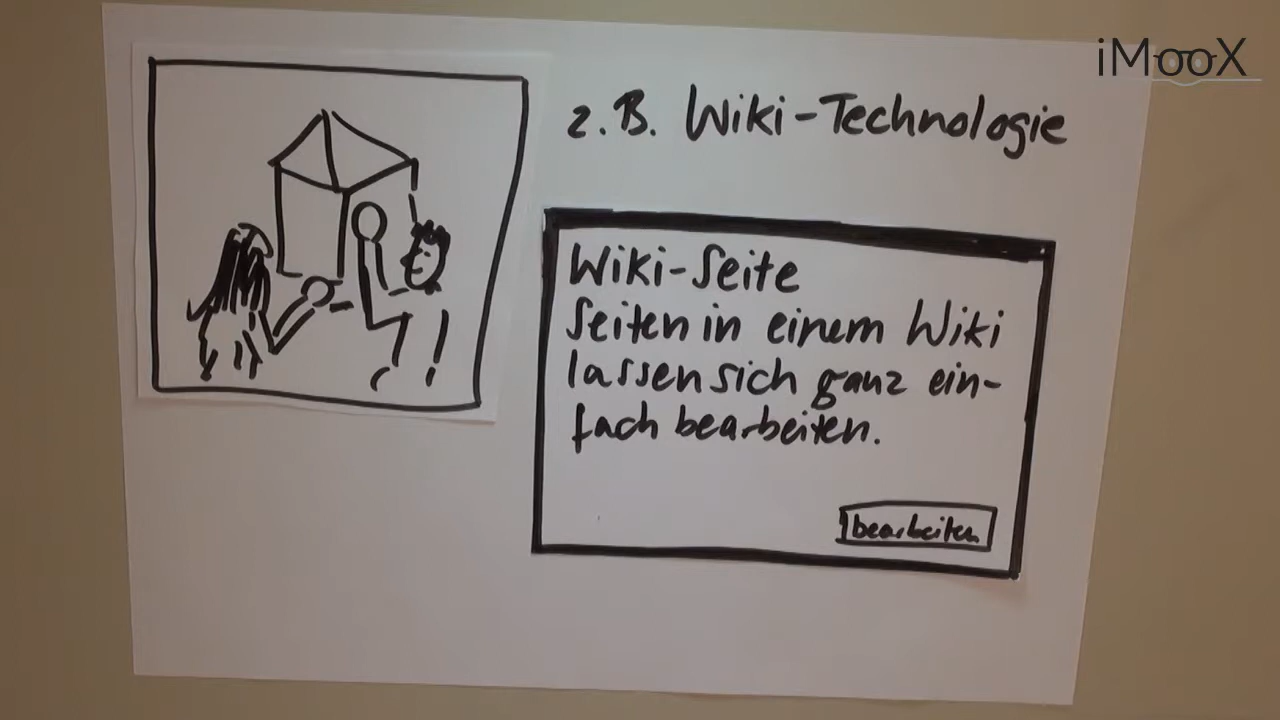 iMooX
z.B. Wiki-Technologie
Wiki-Seite
Seiten in einem Wiki
lassen sich ganz ein-
fach bearbeiten.
bearbeiten